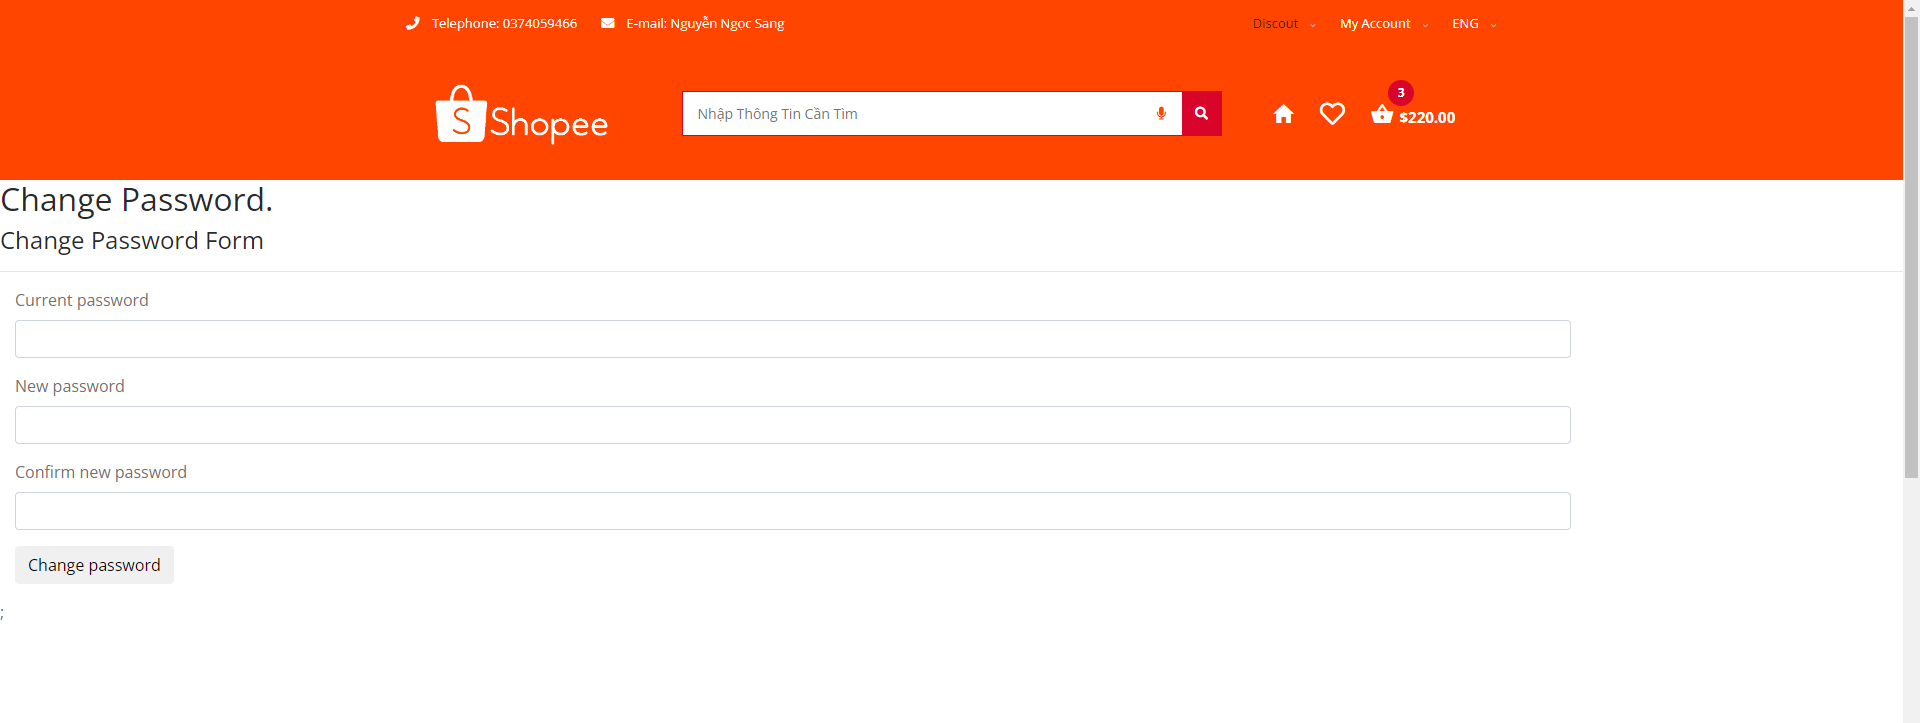 Telephone: 0374059466 E-mail: Nguyễn Ngọc Sang Discout My Account ENG
3
S Shopee Nhập Thông Tin Cần Tìm $220.00
Change Password.
Change Password Form
Current password
New password
Confirm new password
Change password
;